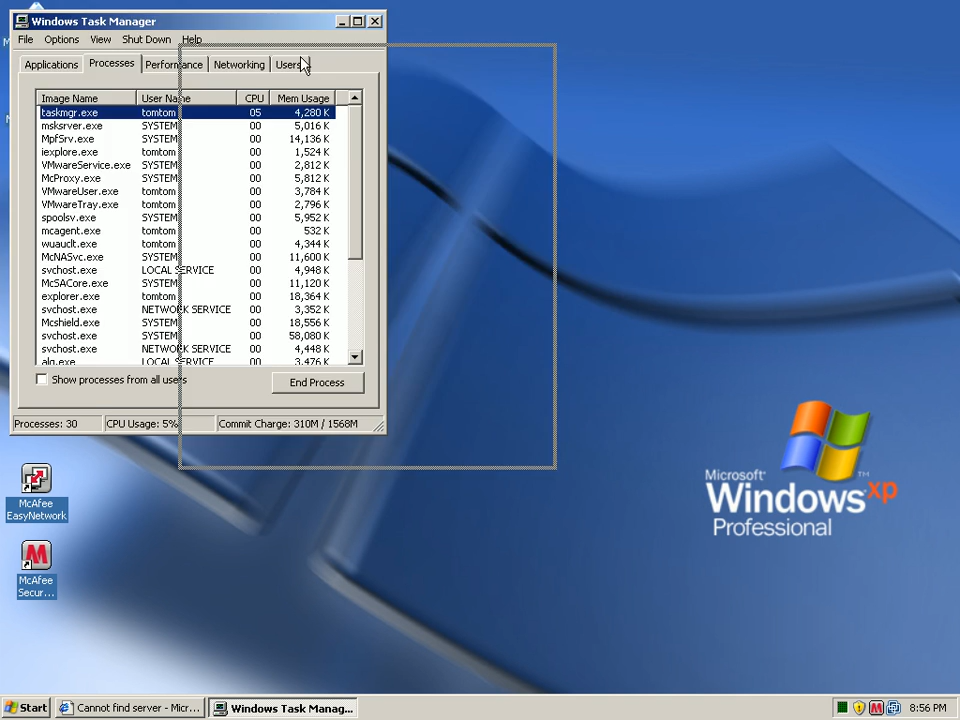 Windows Task Manager
File Options View Shut Down Help
Applications Processes Performance Networking Users
Image Name User Name CPU Mem Usage
taskmgr.exe tomtom 05 4,280 K
msksrver.exe SYSTEM 00 5,016 K
MpfSrv.exe SYSTEM 00 14,136 K
iexplore.exe tomtom 00 1,524 K
VMwareService.exe SYSTEM 00 2,812 K
McProxy.exe SYSTEM 00 5,812 K
VMwareUser.exe tomtom 00 3,784 K
VMwareTray.exe tomtom 00 2,796 K
spoolsv.exe SYSTEM 00 5,952 K
mcagent.exe tomtom 00 532 K
wuauclt.exe tomtom 00 4,344 K
McNASvc.exe SYSTEM 00 11,600 K
svchost.exe LOCAL SERVICE 00 4,948 K
McSACore.exe SYSTEM 00 11,120 K
explorer.exe tomtom 00 18,364 K
svchost.exe NETWORK SERVICE 00 3,352 K
Mcshield.exe SYSTEM 00 18,556 K
svchost.exe SYSTEM 00 58,080 K
svchost.exe NETWORK SERVICE 00 4,448 K
alg.exe LOCAL SERVICE 00 3,476 K
Show processes from all users
End Process
Processes: 30 CPU Usage: 5% Commit Charge: 310M / 1568M
McAfee
EasyNetwork
McAfee
Secur...
Microsoft
Windows xp
Professional
TM
Start Cannot find server - Micr... Windows Task Manag... 8:56 PM